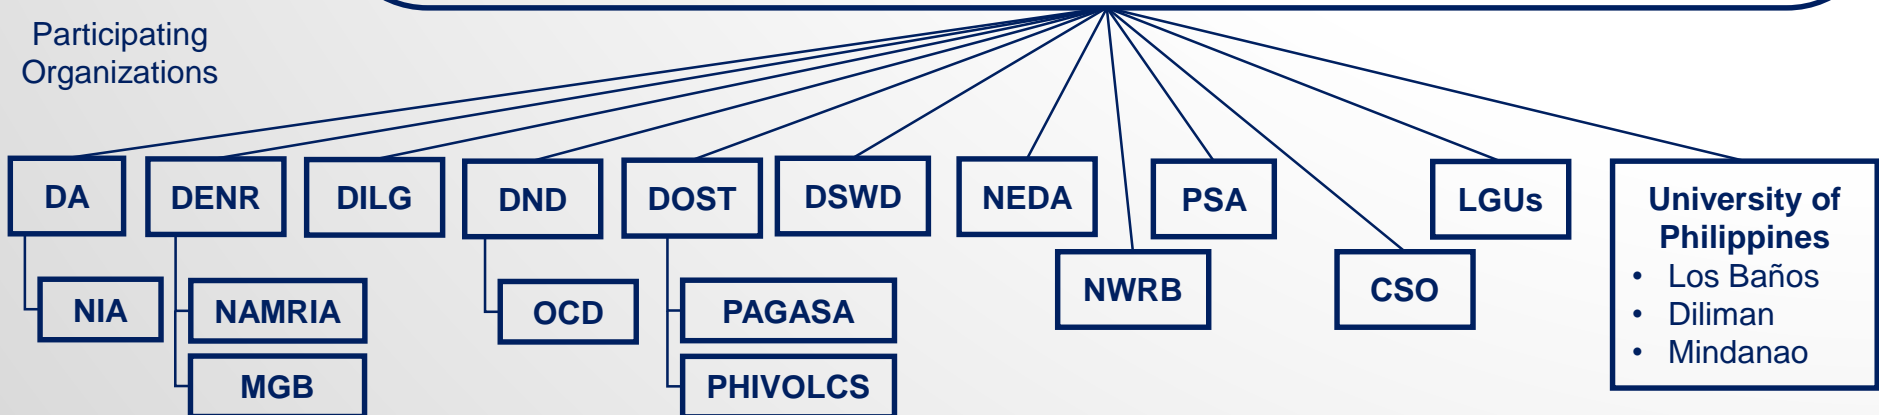 Participating
Organizations
DA
DENR
DILG
DND
DOST
DSWD
NEDA
PSA
LGUs
NWRB
CSO
NIA
NAMRIA
MGB
OCD
PAGASA
PHIVOLCS
University of
Philippines
• Los Baños
• Diliman
• Mindanao